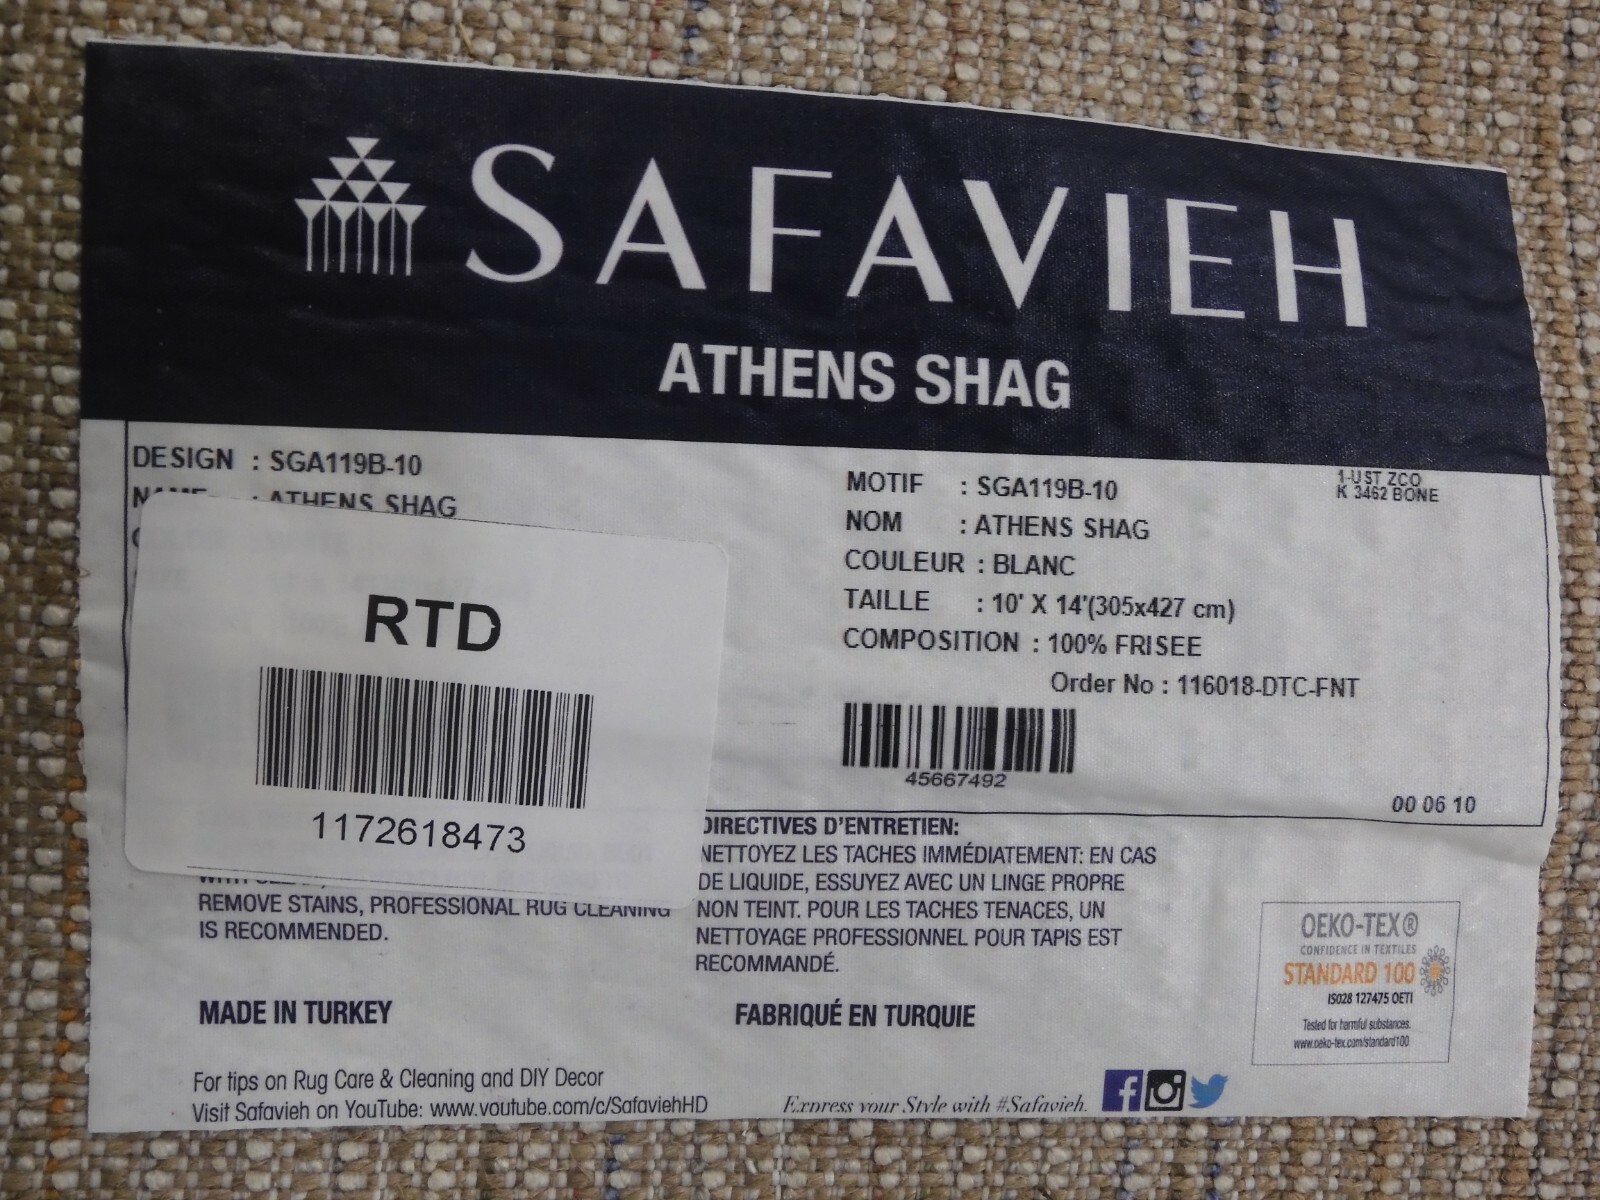 SAFAVIEH
ATHENS SHAG
DESIGN : SGA119B-10
NAME : ATHENS SHAG
MOTIF : SGA119B-10
NOM : ATHENS SHAG
COULEUR : BLANC
TAILLE : 10' X 14'(305x427 cm)
COMPOSITION : 100% FRISEE
Order No : 116018-DTC-FNT
45667492
1-UST ZCO
K 3462 BONE
00 06 10
RTD
1172618473
REMOVE STAINS, PROFESSIONAL RUG CLEANING
IS RECOMMENDED.
DIRECTIVES D'ENTRETIEN:
NETTOYEZ LES TACHES IMMÉDIATEMENT: EN CAS
DE LIQUIDE, ESSUYEZ AVEC UN LINGE PROPRE
NON TEINT. POUR LES TACHES TENACES, UN
NETTOYAGE PROFESSIONNEL POUR TAPIS EST
RECOMMANDÉ.
MADE IN TURKEY
FABRIQUÉ EN TURQUIE
OEKO-TEX®
CONFIDENCE IN TEXTILES
STANDARD 100
IS028 127475 OETI
Tested for harmful substances.
www.oeko-tex.com/standard100
For tips on Rug Care & Cleaning and DIY Decor
Visit Safavieh on YouTube: www.youtube.com/c/SafaviehHD
Express your Style with #Safavieh.